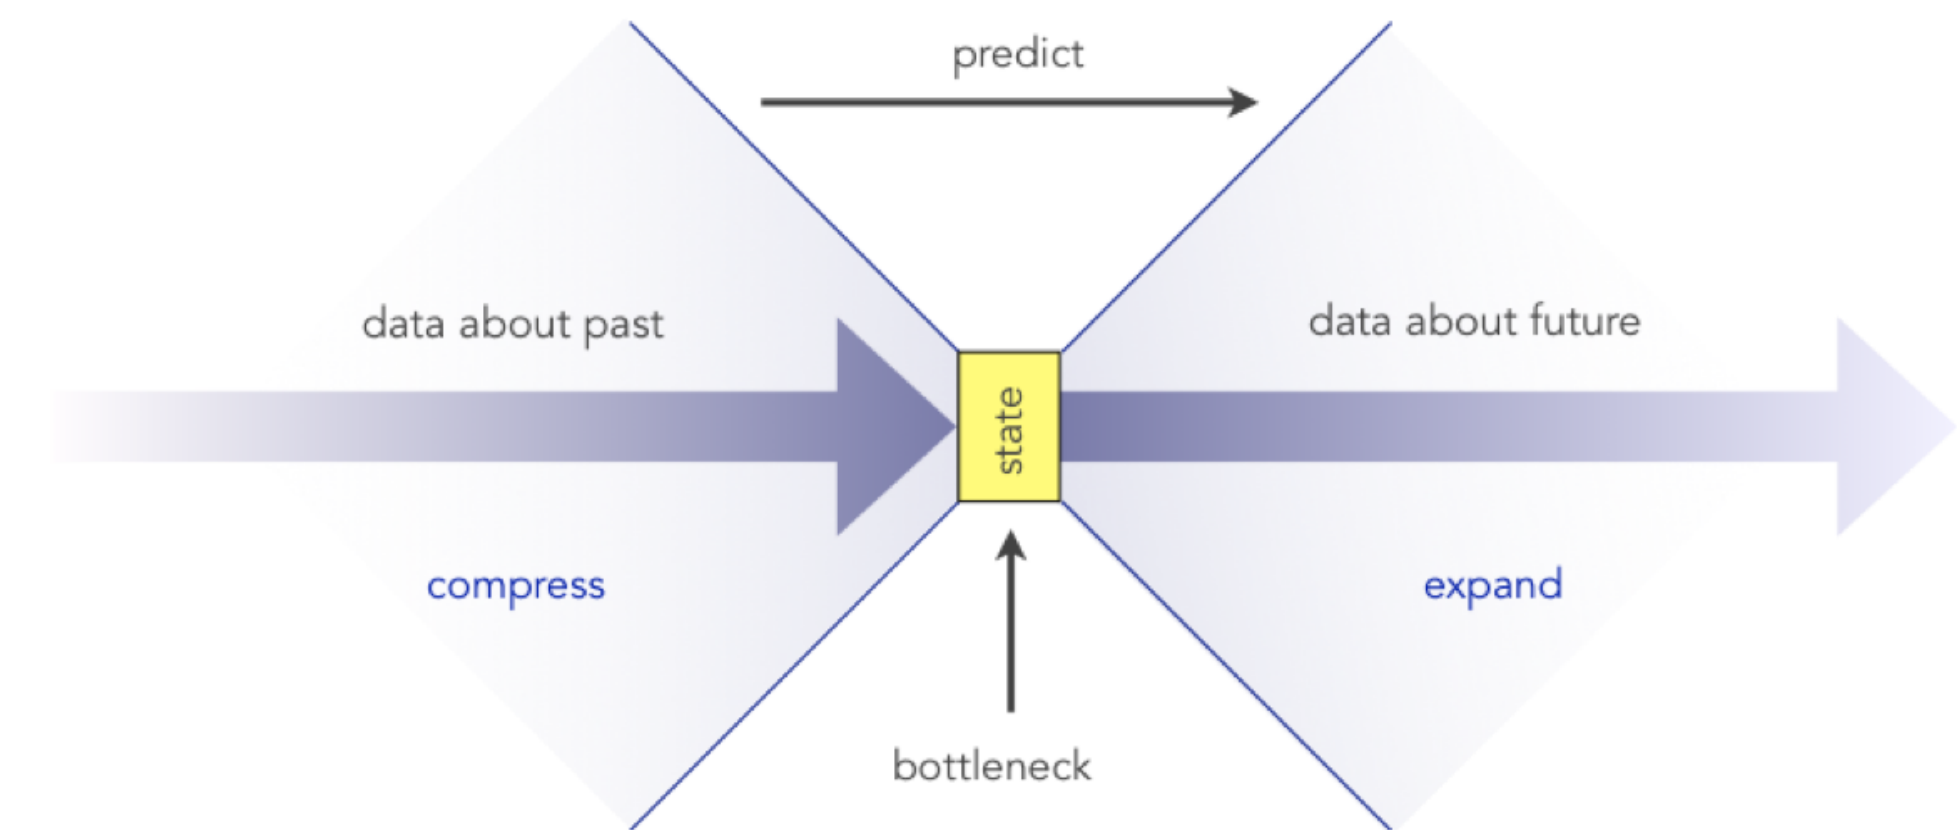 predict
data about past
data about future
state
compress
expand
bottleneck